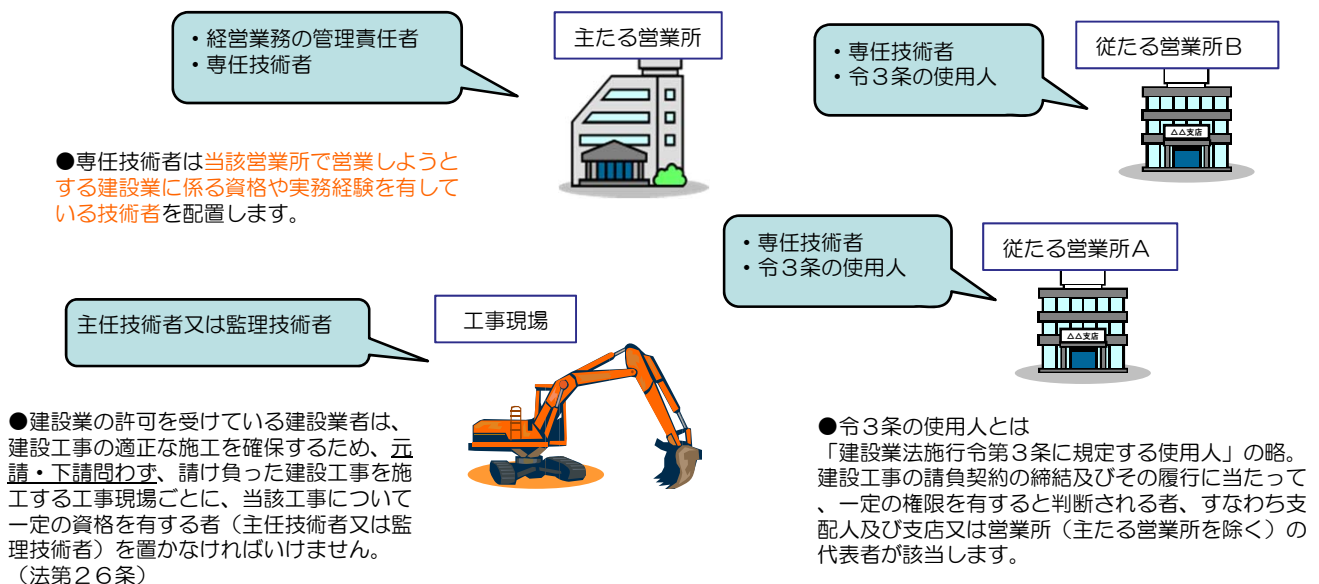 ・経営業務の管理責任者
・専任技術者
主たる営業所
・専任技術者
・令３条の使用人
従たる営業所Ｂ
△△支店
●専任技術者は当該営業所で営業しようと
する建設業に係る資格や実務経験を有して
いる技術者を配置します。
・専任技術者
・令３条の使用人
従たる営業所Ａ
△△支店
主任技術者又は監理技術者
工事現場
●建設業の許可を受けている建設業者は、
建設工事の適正な施工を確保するため、元
請・下請問わず、請け負った建設工事を施
工する工事現場ごとに、当該工事について
一定の資格を有する者（主任技術者又は監
理技術者）を置かなければいけません。
（法第２６条）
●令３条の使用人とは
「建設業法施行令第３条に規定する使用人」の略。
建設工事の請負契約の締結及びその履行に当たって
、一定の権限を有すると判断される者、すなわち支
配人及び支店又は営業所（主たる営業所を除く）の
代表者が該当します。